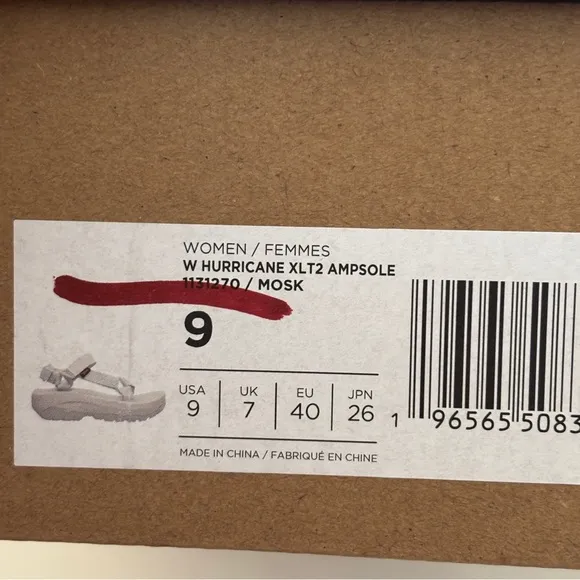 WOMEN / FEMMES
W HURRICANE XLT2 AMPSOLE
1131270 / MOSK
9
USA UK EU JPN
9 7 40 26
MADE IN CHINA / FABRIQUÉ EN CHINE
1 96565 5083